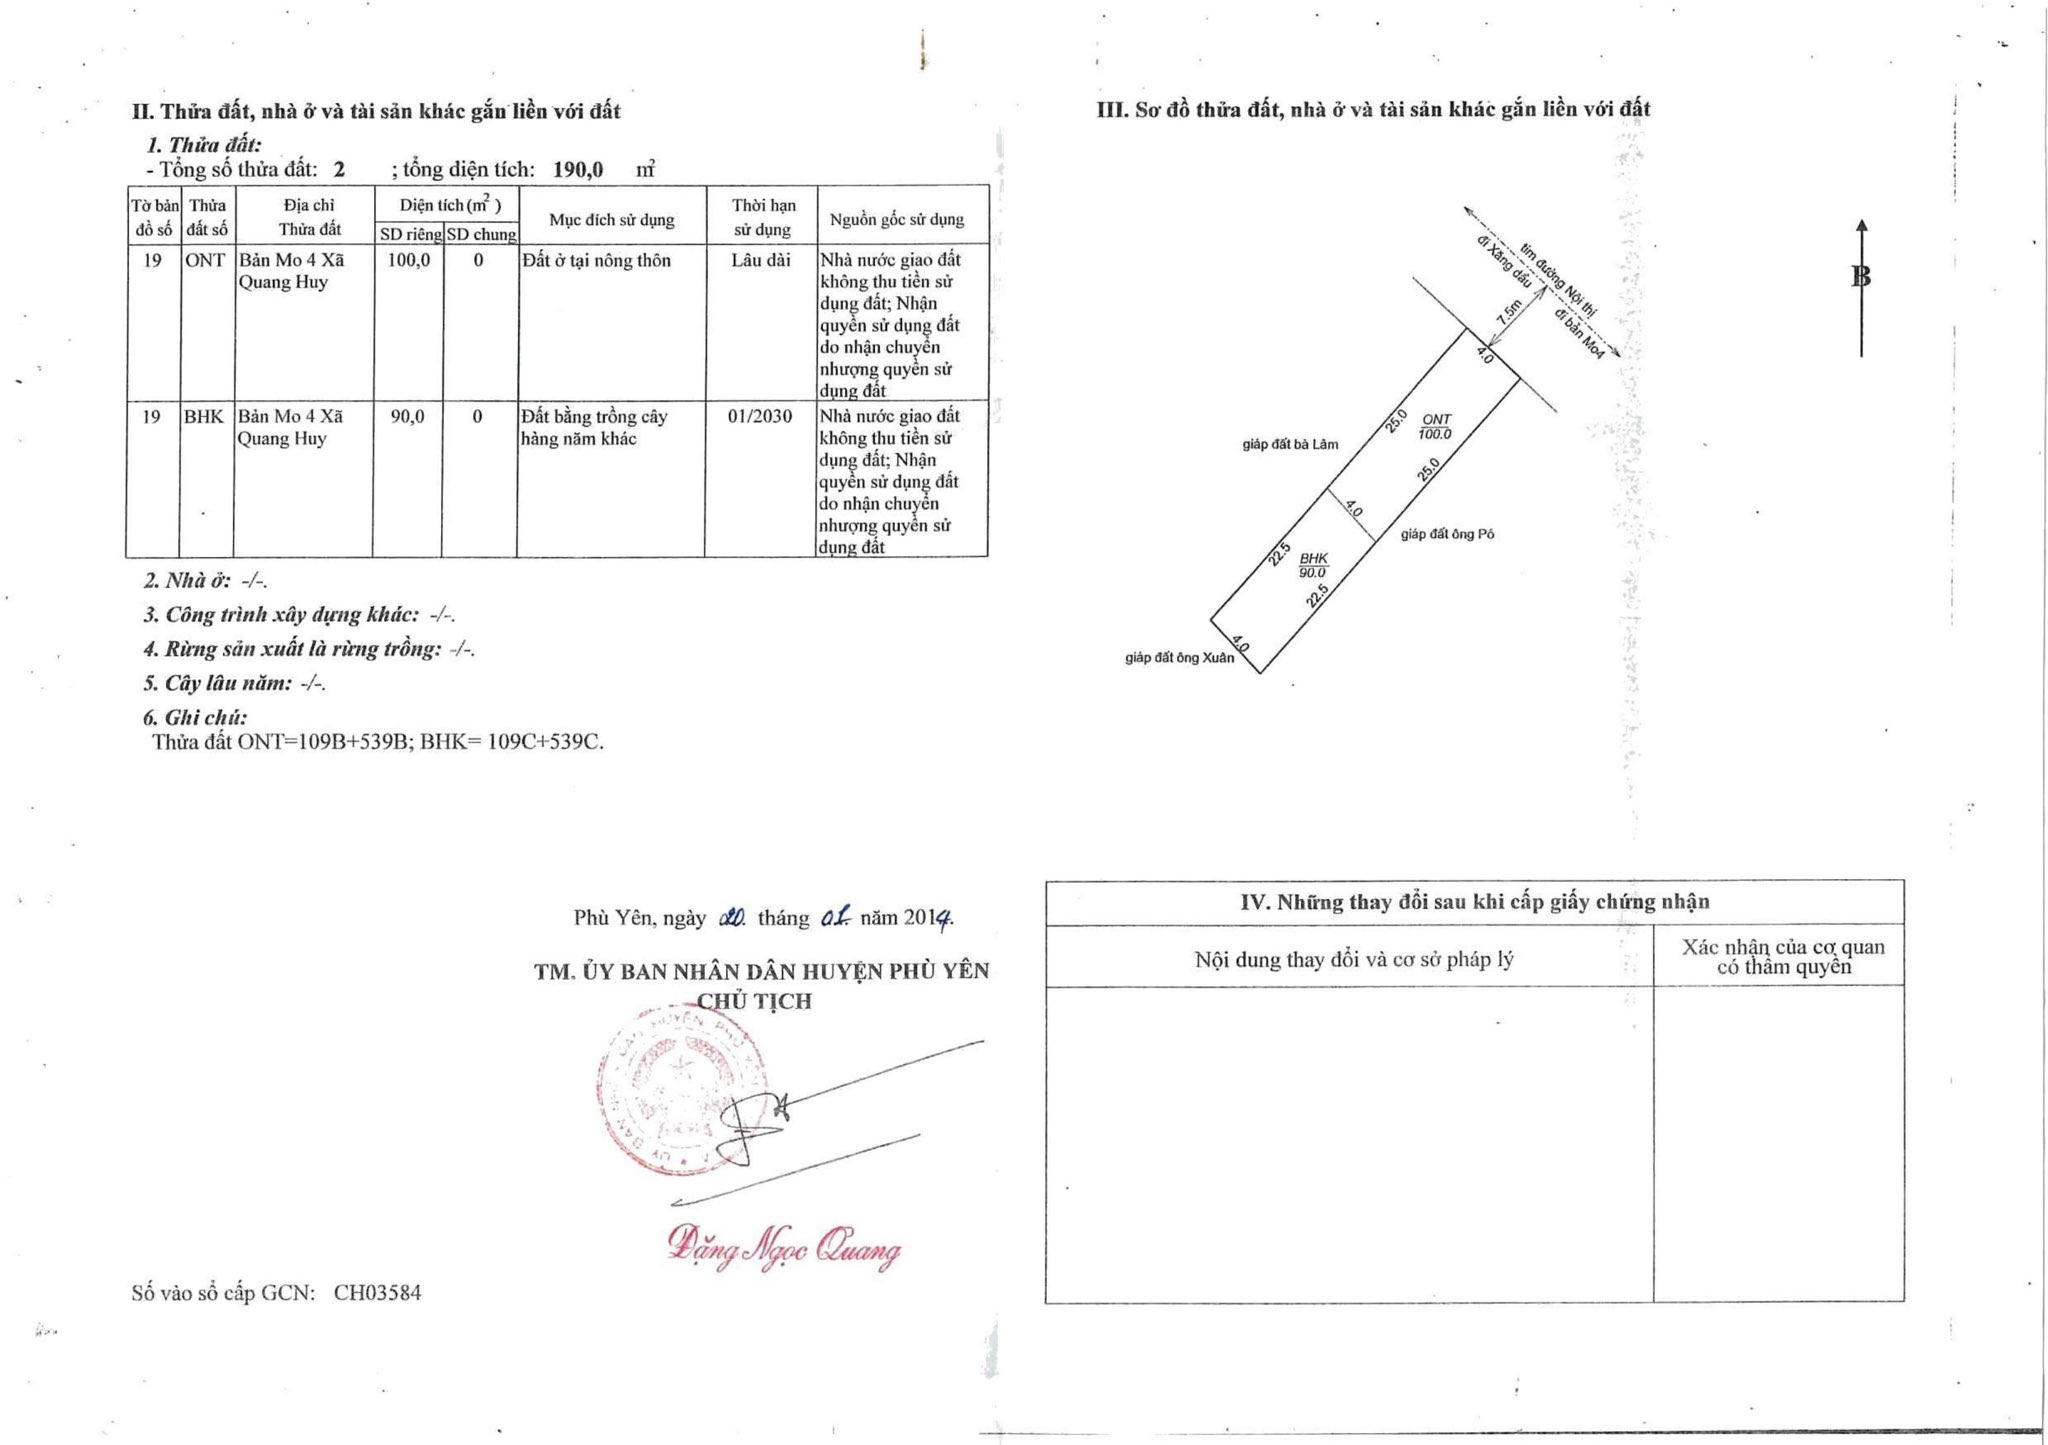 II. Thửa đất, nhà ở và tài sản khác gắn liền với đất
1. Thửa đất:
- Tổng số thửa đất: 2 ; tổng diện tích: 190,0 m²
Tờ bản đồ số
Thửa đất số
Địa chỉ Thửa đất
Diện tích (m²)
SD riêng
SD chung
Mục đích sử dụng
Thời hạn sử dụng
Nguồn gốc sử dụng
19 ONT Bản Mo 4 Xã 100,0 0 Đất ở tại nông thôn Lâu dài Nhà nước giao đất
Quang Huy không thu tiền sử
dụng đất; Nhận
quyền sử dụng đất
do nhận chuyển
nhượng quyền sử
dụng đất
19 BHK Bản Mo 4 Xã 90,0 0 Đất bằng trồng cây 01/2030 Nhà nước giao đất
Quang Huy hàng năm khác không thu tiền sử
dụng đất; Nhận
quyền sử dụng đất
do nhận chuyển
nhượng quyền sử
dụng đất
2. Nhà ở: -/-.
3. Công trình xây dựng khác: -/-.
4. Rừng sản xuất là rừng trồng: -/-.
5. Cây lâu năm: -/-.
6. Ghi chú:
Thửa đất ONT=109B+539B; BHK= 109C+539C.
Phù Yên, ngày 20. tháng 01. năm 2014.
TM. ỦY BAN NHÂN DÂN HUYỆN PHÙ YÊN
CHỦ TỊCH
Đặng Ngọc Quang
Số vào sổ cấp GCN: CH03584
III. Sơ đồ thửa đất, nhà ở và tài sản khác gắn liền với đất
tim đường Nội thị
đi Xăng dầu
đi bản Mo4
7.5m
B
4.0
25.0
ONT
100.0
25.0
giáp đất bà Lâm
4.0
giáp đất ông Pó
22.5
BHK
90.0
22.5
4.0
giáp đất ông Xuân
IV. Những thay đổi sau khi cấp giấy chứng nhận
Nội dung thay đổi và cơ sở pháp lý
Xác nhận của cơ quan
có thẩm quyền